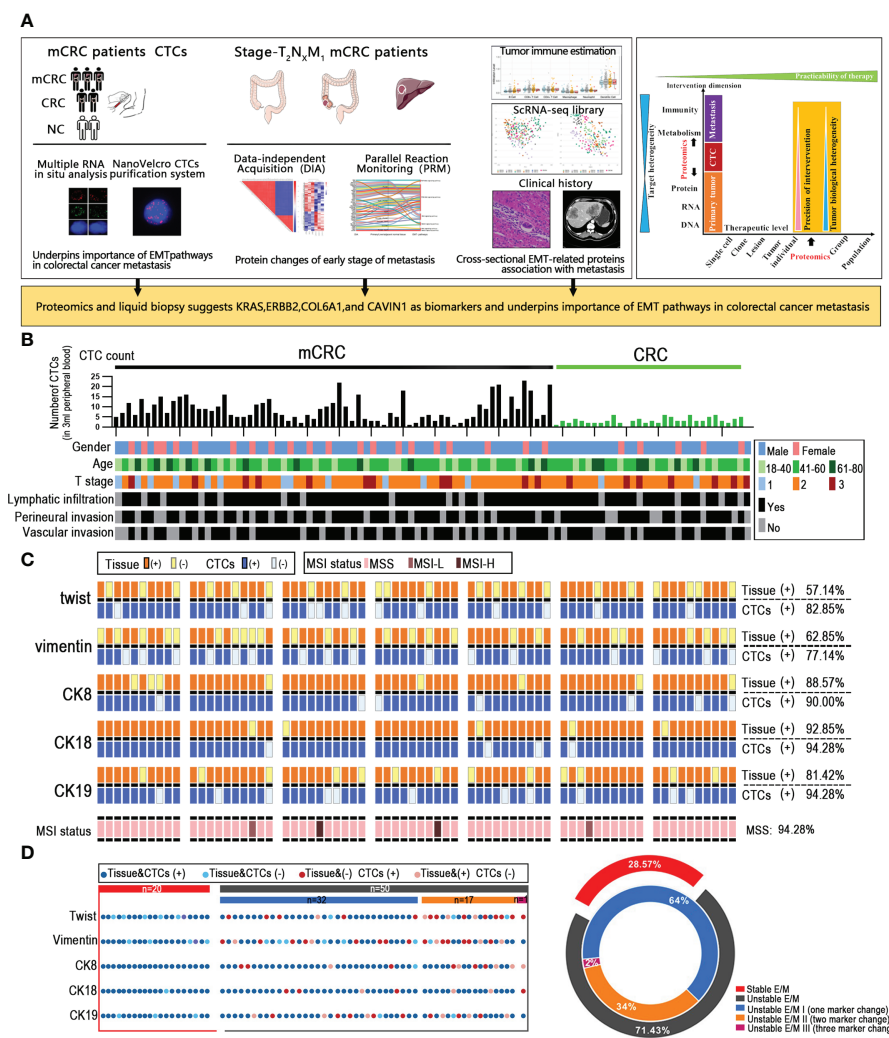 A
mCRC patients CTCs
mCRC
CRC
NC
Multiple RNA
in situ analysis
NanoVelcro CTCs
purification system
Underpins importance of EMTpathways
in colorectal cancer metastasis
Stage-T2NXM1 mCRC patients
Data-independent
Acquisition (DIA)
Parallel Reaction
Monitoring (PRM)
Protein changes of early stage of metastasis
Tumor immune estimation
ScRNA-seq library
Clinical history
Cross-sectional EMT-related proteins
association with metastasis
Practicability of therapy
Intervention dimension
Target heterogeneity
Immunity
Metabolism
Proteomics
Protein
RNA
DNA
Metastasis
CTC
Primary tumor
Therapeutic level
Precision of intervention
Tumor biological heterogeneity
Single cell
Clone
Lesion
Tumor
individual
Proteomics
Group
Population
Proteomics and liquid biopsy suggests KRAS,ERBB2,COL6A1,and CAVIN1 as biomarkers and underpins importance of EMT pathways in colorectal cancer metastasis
B
CTC count
mCRC
CRC
Numberof CTCs
(in 3ml peripheral blood)
25
20
15
10
5
0
Gender
Age
T stage
Lymphatic infiltration
Perineural invasion
Vascular invasion
Male Female
18-40 41-60 61-80
1 2 3
Yes
No
C
Tissue (+) (-) CTCs (+) (-)
MSI status MSS MSI-L MSI-H
twist
Tissue (+) 57.14%
CTCs (+) 82.85%
vimentin
Tissue (+) 62.85%
CTCs (+) 77.14%
CK8
Tissue (+) 88.57%
CTCs (+) 90.00%
CK18
Tissue (+) 92.85%
CTCs (+) 94.28%
CK19
Tissue (+) 81.42%
CTCs (+) 94.28%
MSI status
MSS: 94.28%
D
Tissue&CTCs (+) Tissue&CTCs (-) Tissue&(-) CTCs (+) Tissue&(+) CTCs (-)
n=20
n=50
n=32
n=17
n=1
Twist
Vimentin
CK8
CK18
CK19
28.57%
64%
2%
34%
71.43%
Stable E/M
Unstable E/M
Unstable E/M I (one marker change)
Unstable E/M II (two marker change)
Unstable E/M III (three marker chang